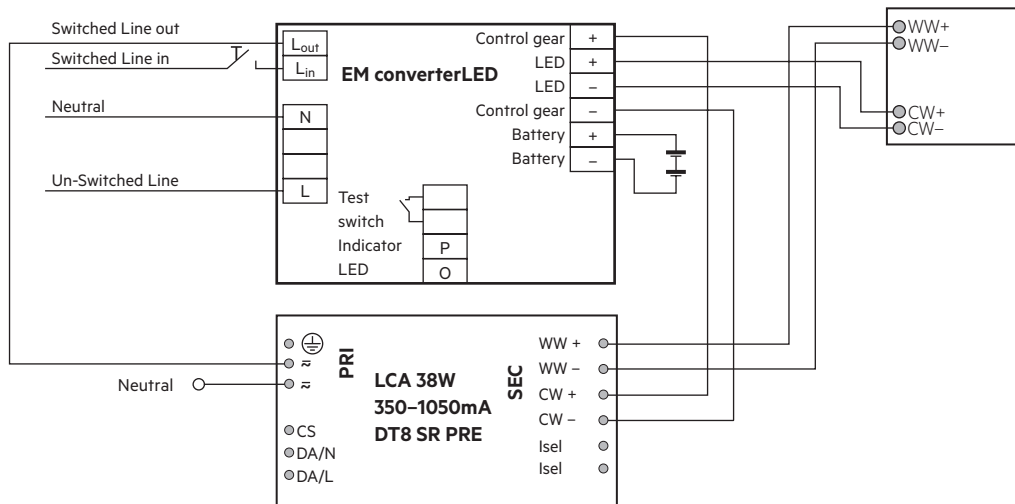 Switched Line out
Switched Line in
Neutral
Un-Switched Line
Lout
Lin
N
L
EM converterLED
Test
switch
Indicator
LED
P
O
Control gear +
LED +
LED –
Control gear –
Battery +
Battery –
WW+
WW–
CW+
CW–
Neutral
PRI
CS
DA/N
DA/L
LCA 38W
350–1050mA
DT8 SR PRE
SEC
WW +
WW –
CW +
CW –
Isel
Isel